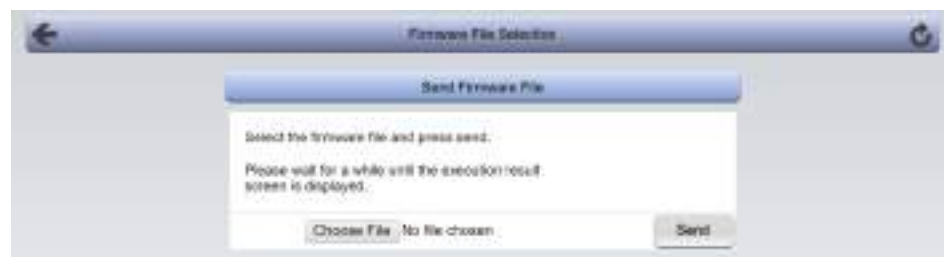 Firmware File Selection
Send Firmware File
Select the firmware file and press send.
Please wait for a while until the execution result
screen is displayed.
Choose File No file chosen
Send